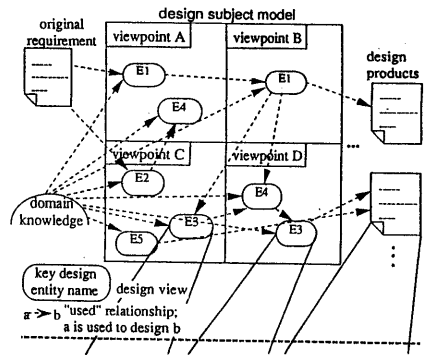 design subject model
original
requirement
viewpoint A
viewpoint B
design
products
E1
E1
E4
...
viewpoint C
viewpoint D
E2
E4
domain
knowledge
E3
E3
E5
key design
entity name
design view
a -> b "used" relationship;
a is used to design b